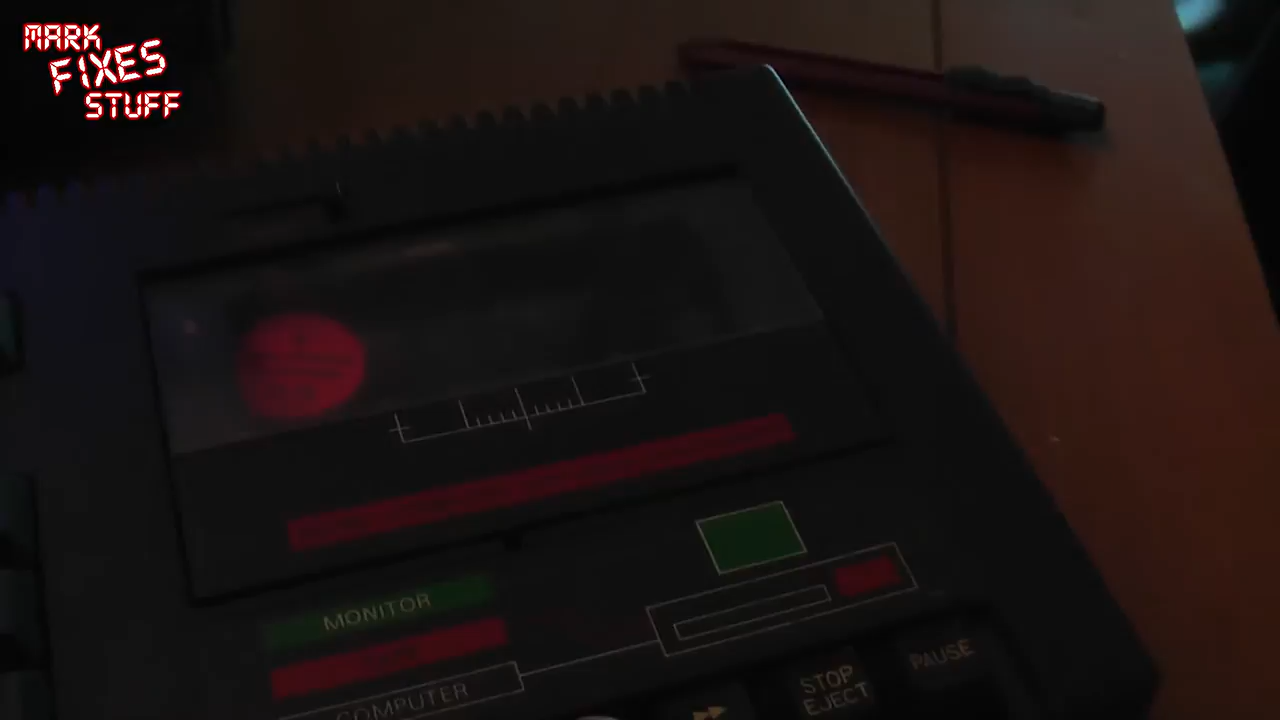 MARK
FIXES
STUFF
MONITOR
COMPUTER
STOP
EJECT
PAUSE